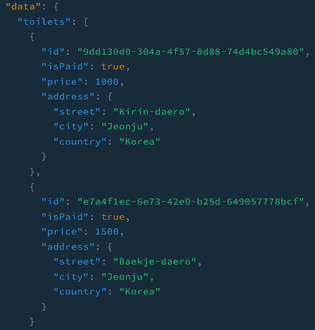 "data": {
"toilets": [
{
"id": "9dd130d0-304a-4f57-8d88-74d4bc549a80",
"isPaid": true,
"price": 1000,
"address": {
"street": "Kirin-daero",
"city": "Jeonju",
"country": "Korea"
}
},
{
"id": "e7a4f1ec-6e73-42e0-b25d-649057778bcf",
"isPaid": true,
"price": 1500,
"address": {
"street": "Baekje-daero",
"city": "Jeonju",
"country": "Korea"
}
}